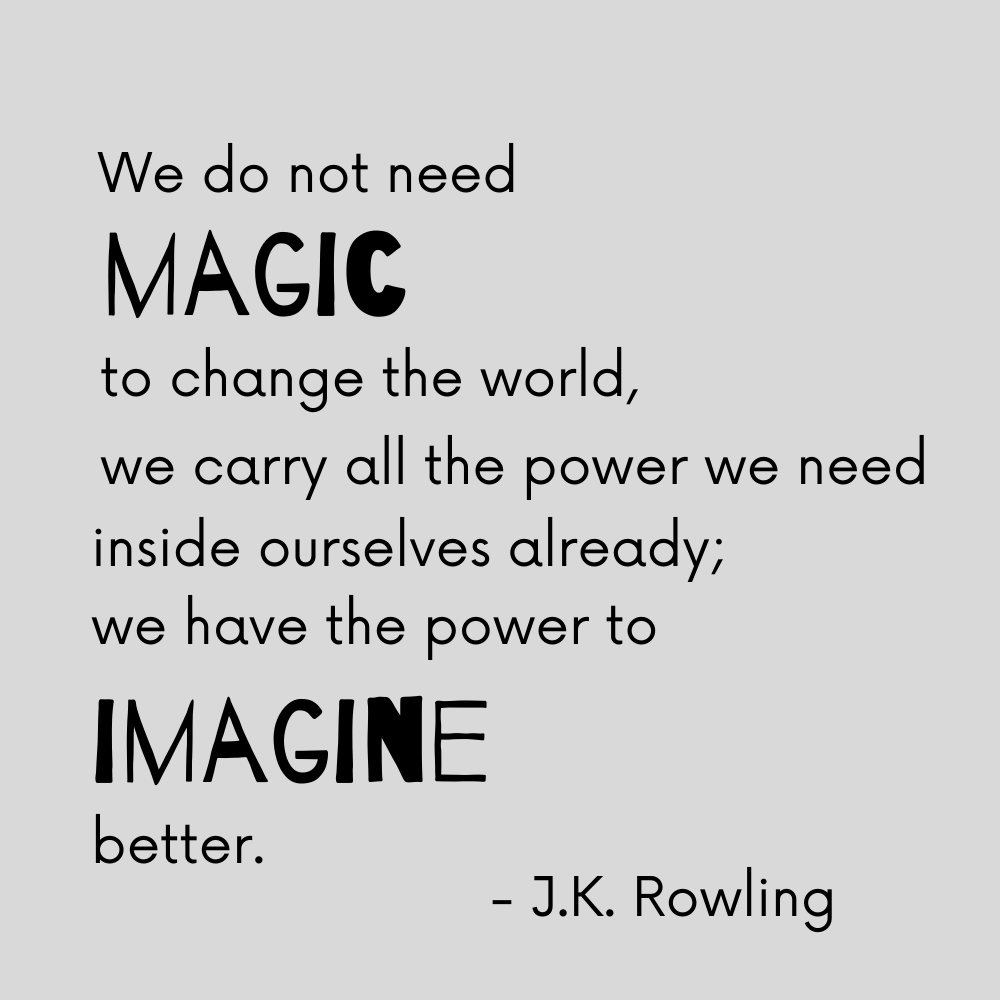 We do not need
MAGIC
to change the world,
we carry all the power we need
inside ourselves already;
we have the power to
IMAGINE
better.
– J.K. Rowling